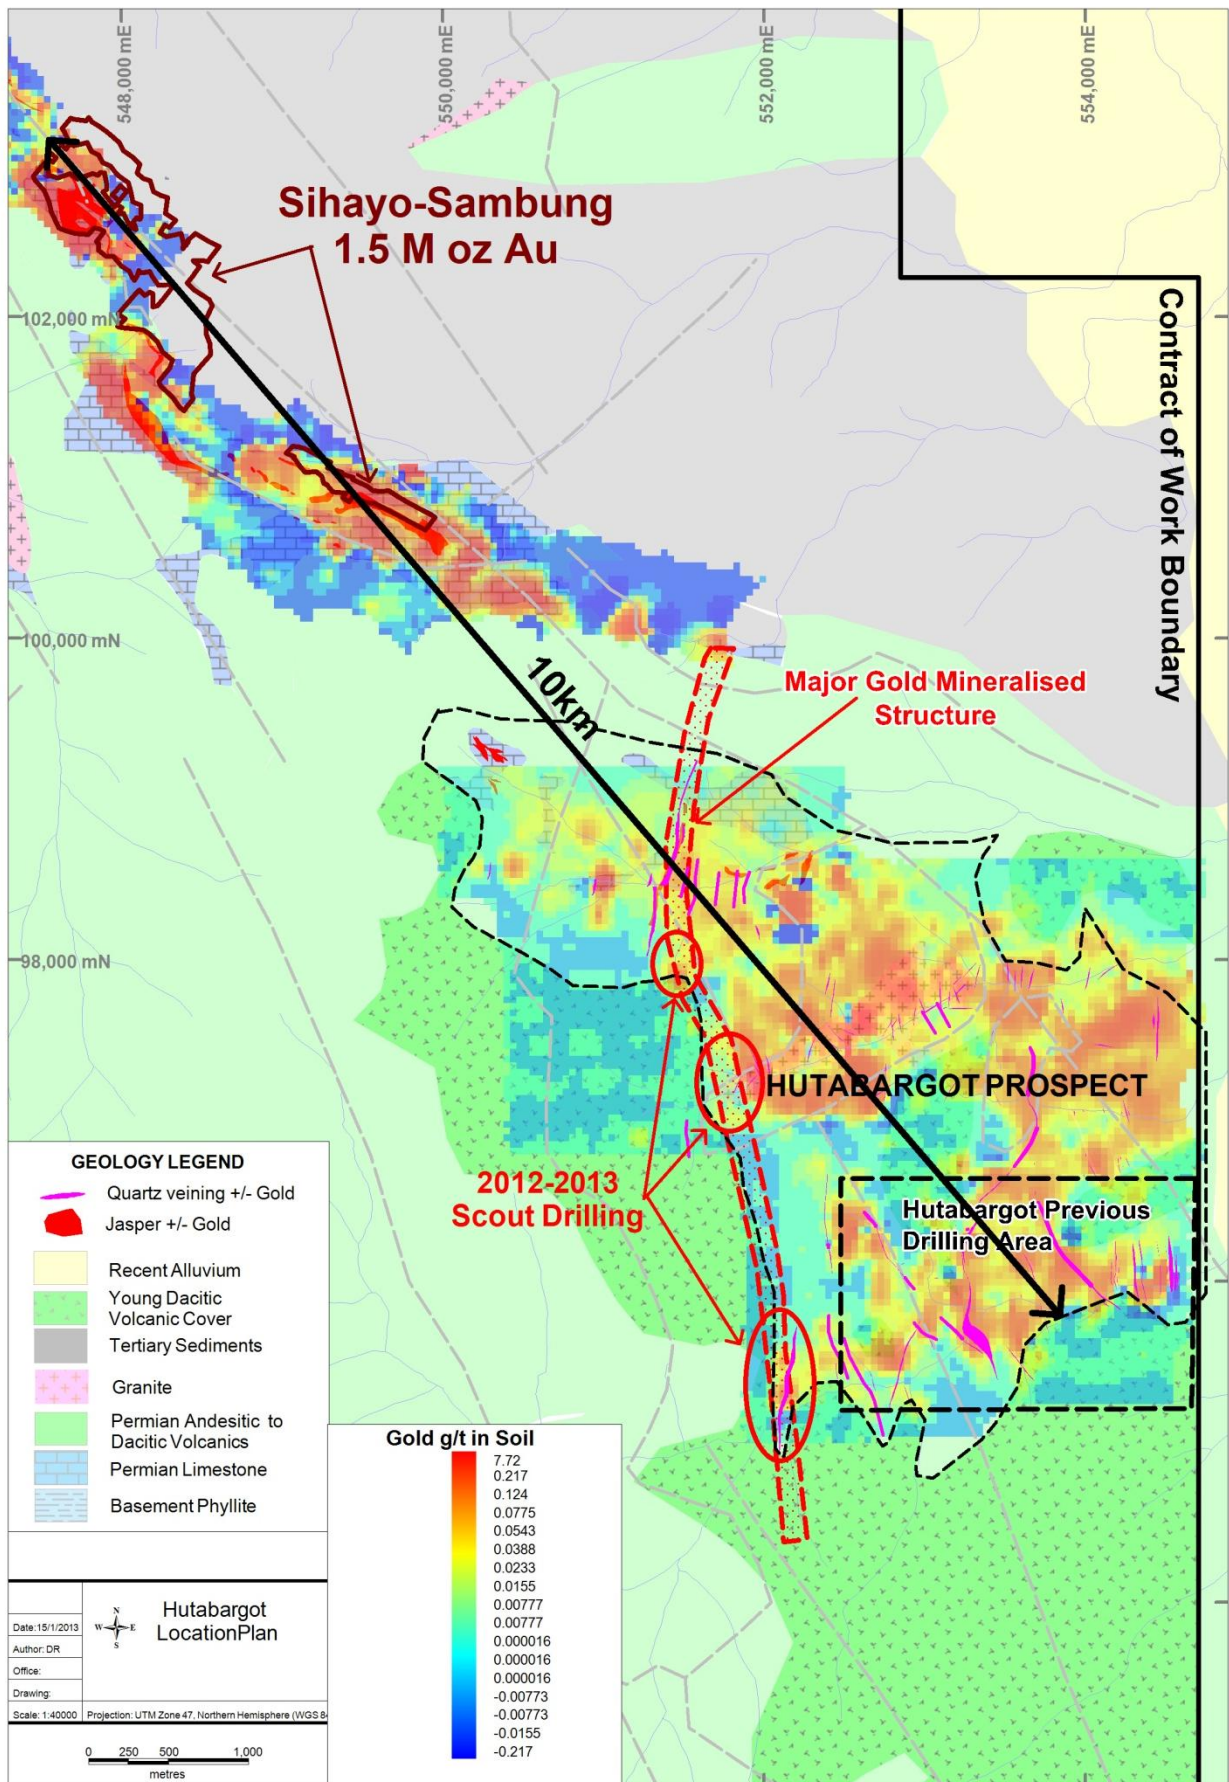 548,000 mE
550,000 mE
552,000 mE
554,000 mE
Sihayo-Sambung
1.5 M oz Au
102,000 mN
Contract of Work Boundary
100,000 mN
10km
Major Gold Mineralised
Structure
98,000 mN
HUTABARGOT PROSPECT
2012-2013
Scout Drilling
Hutabargot Previous
Drilling Area
GEOLOGY LEGEND
Quartz veining +/- Gold
Jasper +/- Gold
Recent Alluvium
Young Dacitic
Volcanic Cover
Tertiary Sediments
Granite
Permian Andesitic to
Dacitic Volcanics
Permian Limestone
Basement Phyllite
Gold g/t in Soil
7.72
0.217
0.124
0.0775
0.0543
0.0388
0.0233
0.0155
0.00777
0.00777
0.000016
0.000016
0.000016
-0.00773
-0.00773
-0.0155
-0.217
Date:15/1/2013
Author: DR
Office:
Drawing:
Scale: 1:40000
N
W E
S
Hutabargot
LocationPlan
Projection: UTM Zone 47, Northern Hemisphere (WGS 8
0 250 500 1,000
metres